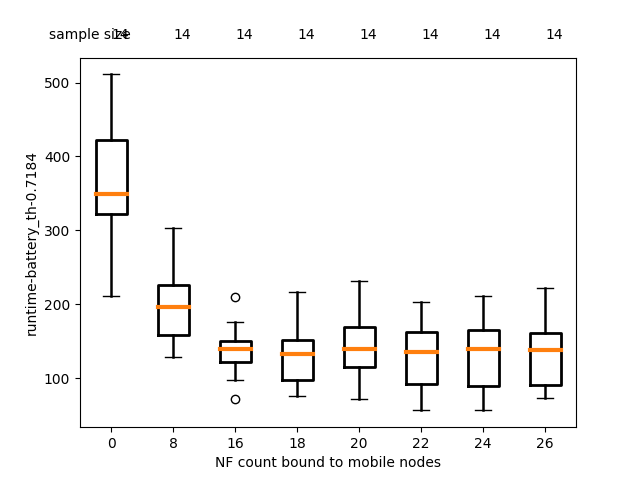 sample size 14 14 14 14 14 14 14 14
runtime-battery_th-0.7184
500
400
300
200
100
0 8 16 18 20 22 24 26
NF count bound to mobile nodes